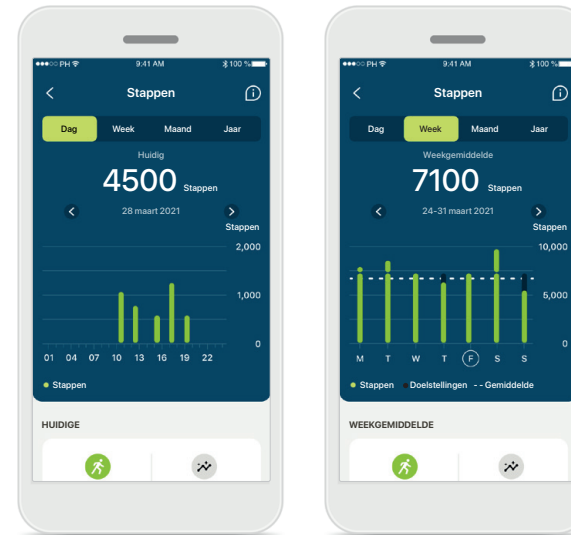 PH 9:41 AM 100 %
Stappen
Dag Week Maand Jaar
Huidig
4500 Stappen
28 maart 2021
Stappen
2,000
1,000
0
01 04 07 10 13 16 19 22
Stappen
HUIDIGE
PH 9:41 AM 100 %
Stappen
Dag Week Maand Jaar
Weekgemiddelde
7100 Stappen
24-31 maart 2021
Stappen
10,000
5,000
0
M T W T F S S
Stappen Doelstellingen -- Gemiddelde
WEEKGEMIDDELDE